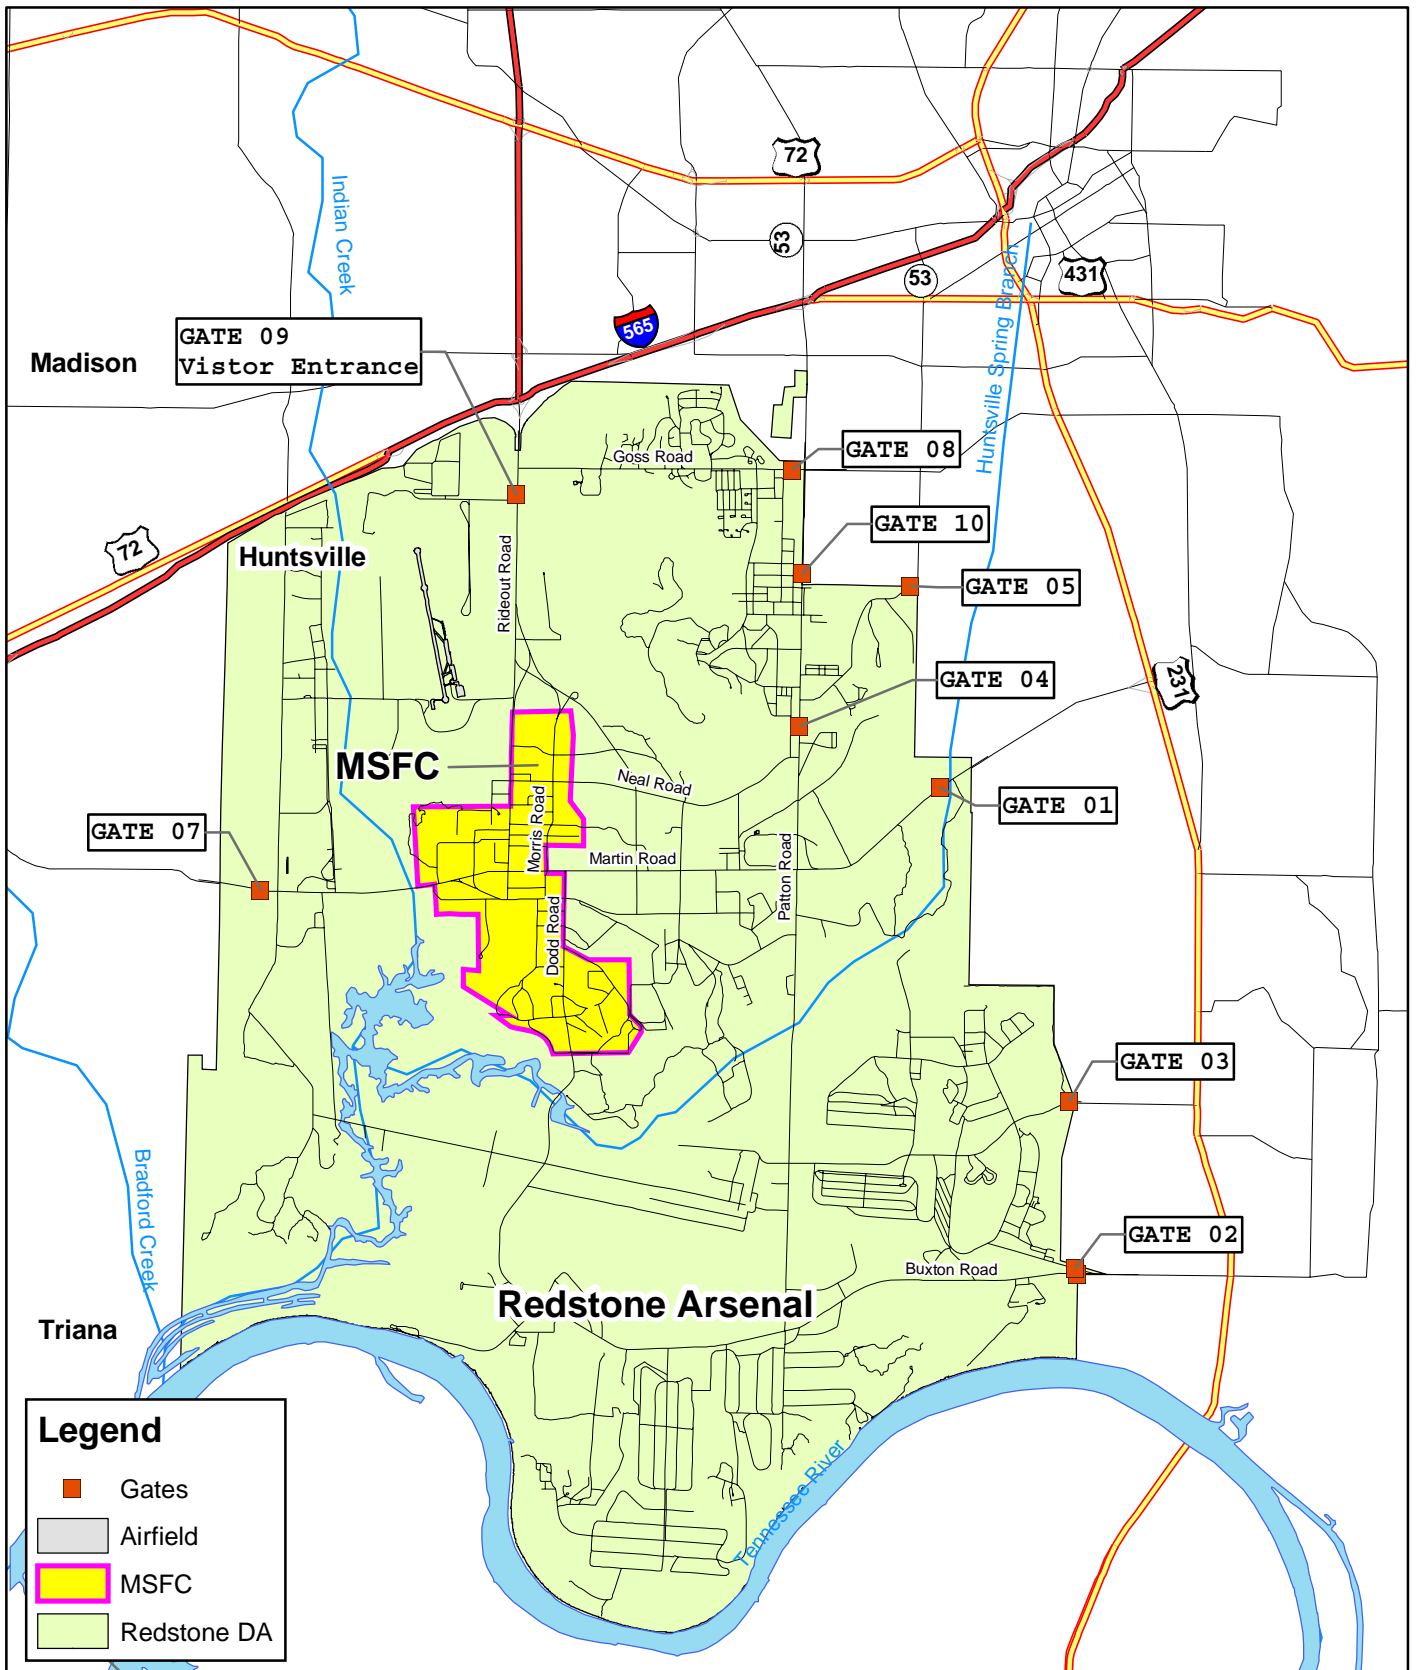 72
53
Indian Creek
53
431
Huntsville Spring Branch
565
GATE 09
Vistor Entrance
Madison
GATE 08
Goss Road
GATE 10
72
Huntsville
Rideout Road
GATE 05
GATE 04
231
MSFC
Neal Road
GATE 01
GATE 07
Morris Road
Martin Road
Patton Road
Dodd Road
GATE 03
Bradford Creek
GATE 02
Buxton Road
Redstone Arsenal
Triana
Tennessee River
Legend
Gates
Airfield
MSFC
Redstone DA